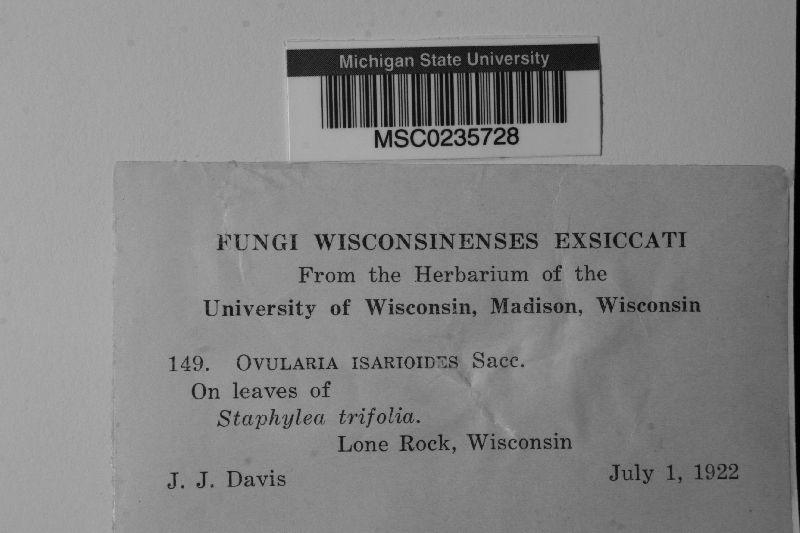 Michigan State University
MSC0235728
FUNGI WISCONSINENSES EXSICCATI
From the Herbarium of the
University of Wisconsin, Madison, Wisconsin
149. OVULARIA ISARIOIDES Sacc.
On leaves of
Staphylea trifolia.
Lone Rock, Wisconsin
J. J. Davis July 1, 1922